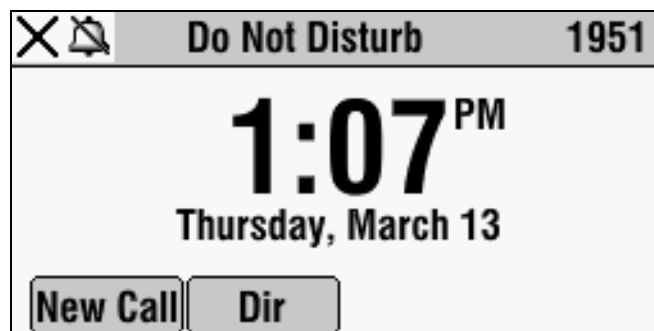 Do Not Disturb 1951
1:07 PM
Thursday, March 13
New Call Dir